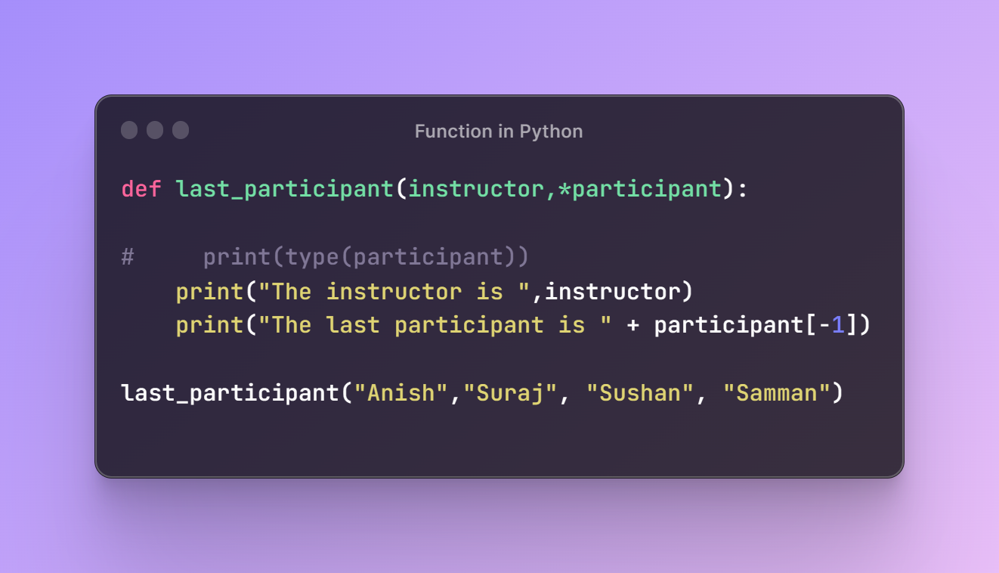 Function in Python
def last_participant(instructor,*participant):
#     print(type(participant))
    print("The instructor is ",instructor)
    print("The last participant is " + participant[-1])
last_participant("Anish","Suraj", "Sushan", "Samman")